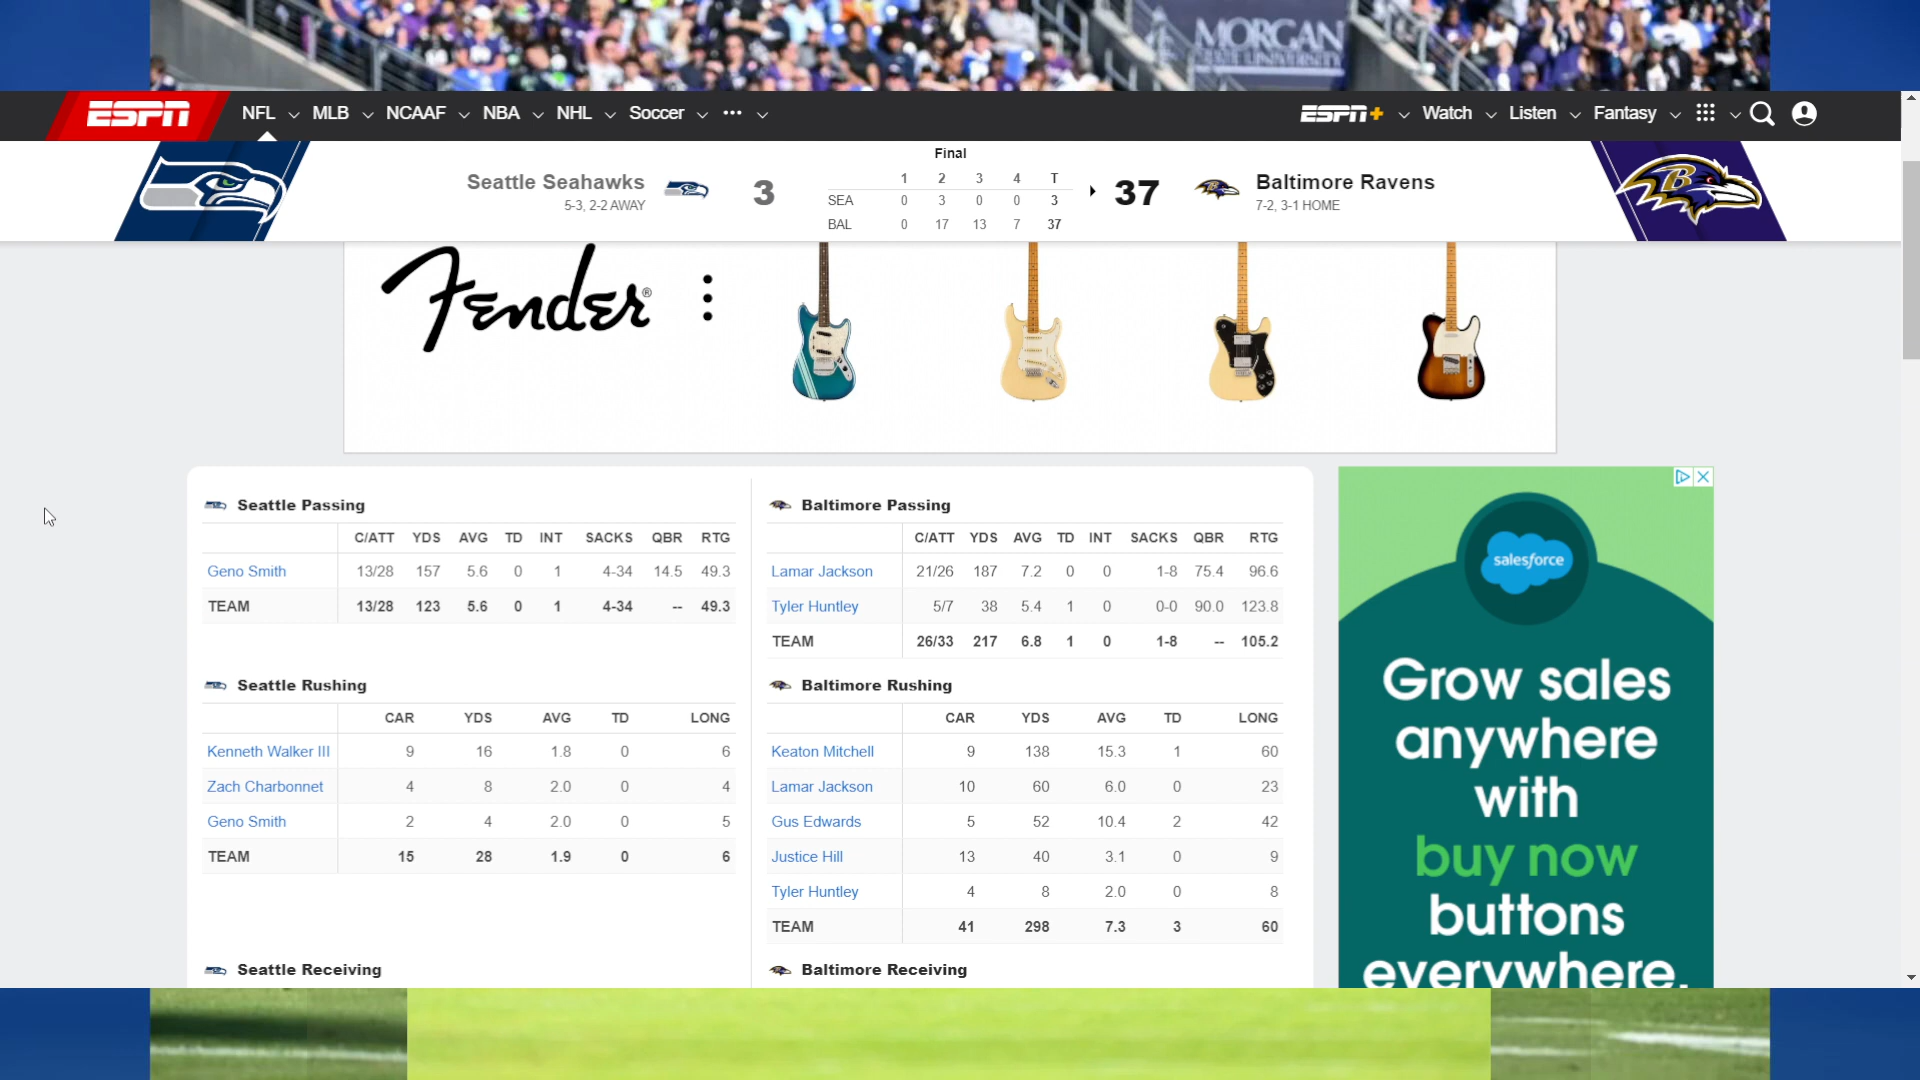 MORGAN
STATE UNIVERSITY
ESPN NFL MLB NCAAF NBA NHL Soccer ••• ESPN+ Watch Listen Fantasy
Final
Seattle Seahawks
5-3, 2-2 AWAY
3
1 2 3 4 T
SEA 0 3 0 0 3
BAL 0 17 13 7 37
37
Baltimore Ravens
7-2, 3-1 HOME
Fender®
Seattle Passing
C/ATT YDS AVG TD INT SACKS QBR RTG
Geno Smith 13/28 157 5.6 0 1 4-34 14.5 49.3
TEAM 13/28 123 5.6 0 1 4-34 -- 49.3
Baltimore Passing
C/ATT YDS AVG TD INT SACKS QBR RTG
Lamar Jackson 21/26 187 7.2 0 0 1-8 75.4 96.6
Tyler Huntley 5/7 38 5.4 1 0 0-0 90.0 123.8
TEAM 26/33 217 6.8 1 0 1-8 -- 105.2
Seattle Rushing
CAR YDS AVG TD LONG
Kenneth Walker III 9 16 1.8 0 6
Zach Charbonnet 4 8 2.0 0 4
Geno Smith 2 4 2.0 0 5
TEAM 15 28 1.9 0 6
Baltimore Rushing
CAR YDS AVG TD LONG
Keaton Mitchell 9 138 15.3 1 60
Lamar Jackson 10 60 6.0 0 23
Gus Edwards 5 52 10.4 2 42
Justice Hill 13 40 3.1 0 9
Tyler Huntley 4 8 2.0 0 8
TEAM 41 298 7.3 3 60
Seattle Receiving
Baltimore Receiving
salesforce
Grow sales
anywhere
with
buy now
buttons
everywhere.